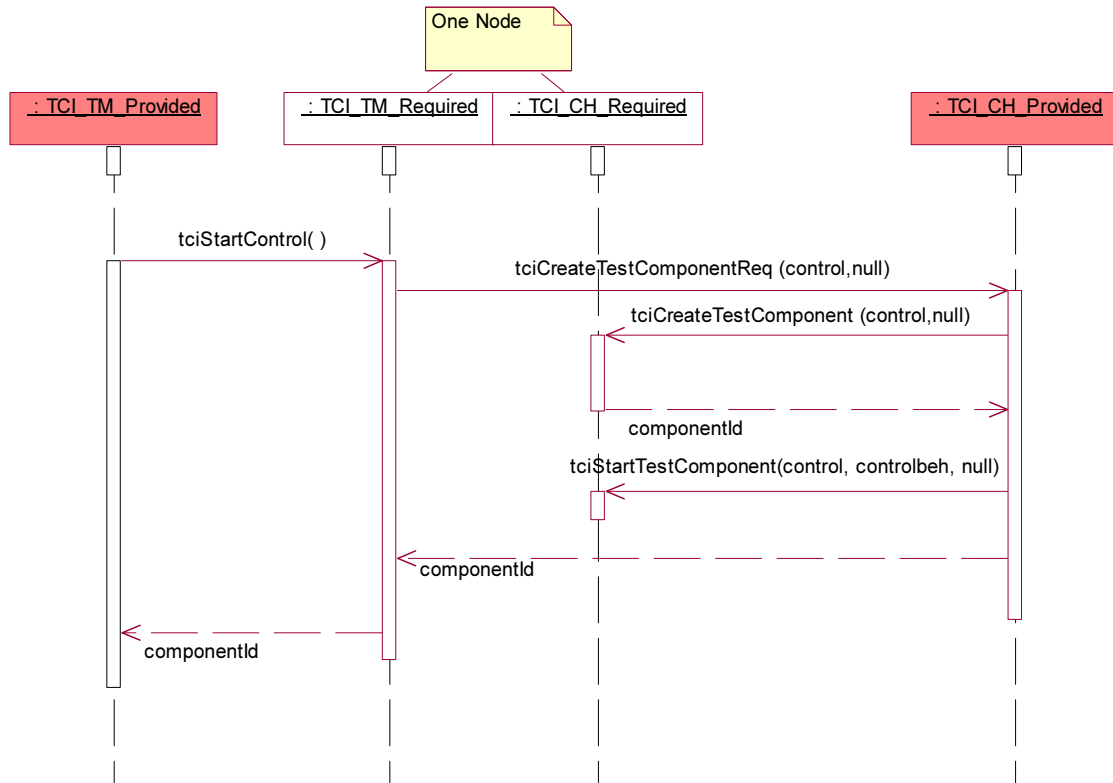 One Node
: TCI_TM_Provided
: TCI_TM_Required
: TCI_CH_Required
: TCI_CH_Provided
tciStartControl( )
tciCreateTestComponentReq (control,null)
tciCreateTestComponent (control,null)
componentId
tciStartTestComponent(control, controlbeh, null)
componentId
componentId